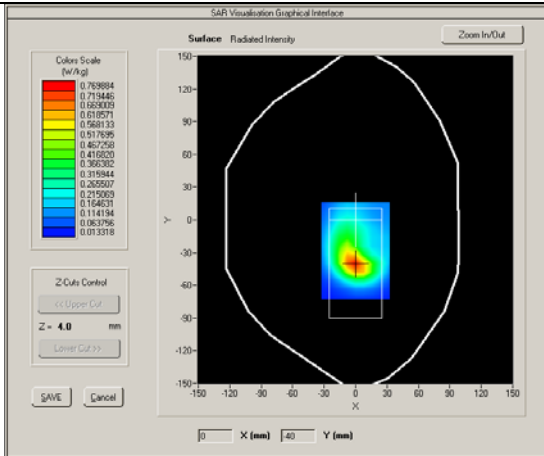 SAR Visualisation Graphical Interface
Surface Radiated Intensity
Zoom In/Out
Colors Scale
(W/kg)
0.769884
0.719446
0.669009
0.618571
0.568133
0.517695
0.467258
0.416820
0.366382
0.315944
0.265507
0.215069
0.164631
0.114194
0.063756
0.013318
150-
120-
90-
60-
30-
0-
-30-
-60-
-90-
-120-
-150-
Y
-150 -120 -90 -60 -30 0 30 60 90 120 150
X
Z-Cuts Control
<< Upper Cut
Z = 4.0 mm
Lower Cut >>
SAVE Cancel
0 X (mm) -40 Y (mm)